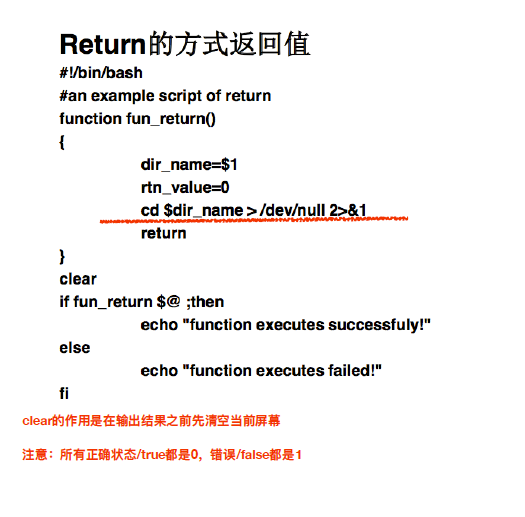 Return的方式返回值
#!/bin/bash
#an example script of return
function fun_return()
{
dir_name=$1
rtn_value=0
cd $dir_name > /dev/null 2>&1
return
}
clear
if fun_return $@ ;then
echo "function executes successfuly!"
else
echo "function executes failed!"
fi
clear的作用是在输出结果之前先清空当前屏幕
注意：所有正确状态/true都是0，错误/false都是1